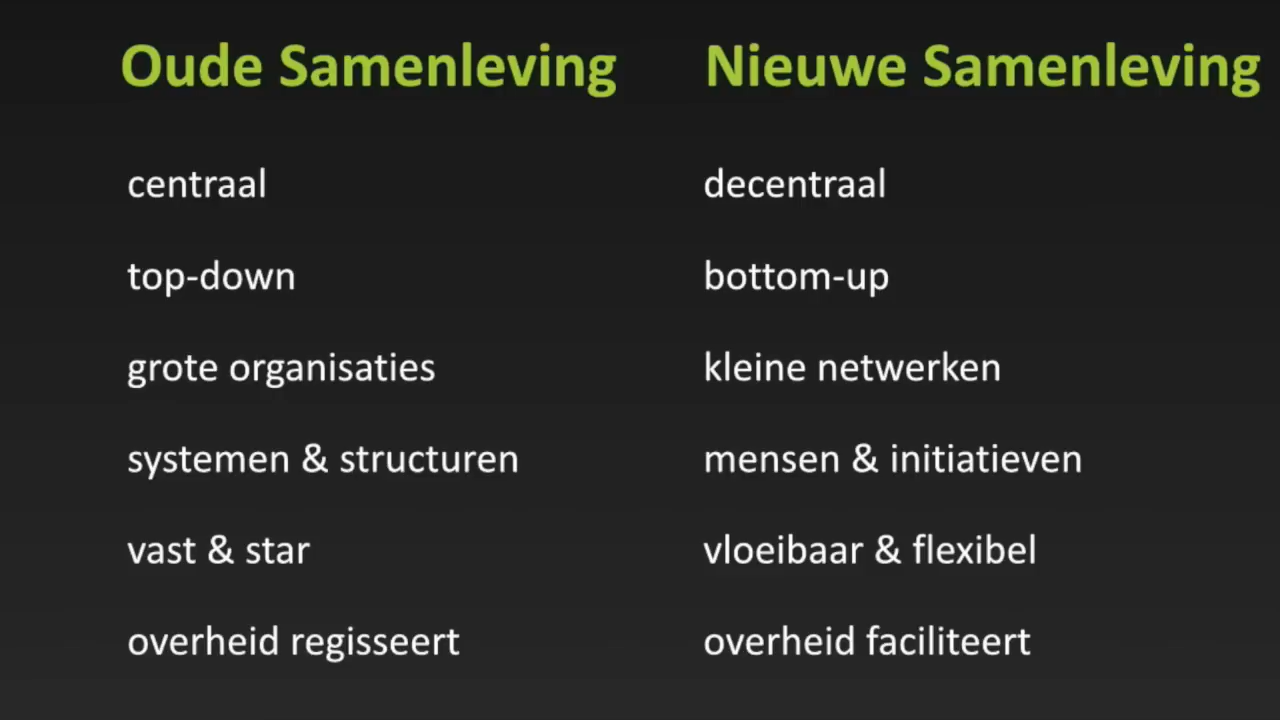 Oude Samenleving Nieuwe Samenleving
centraal decentraal
top-down bottom-up
grote organisaties kleine netwerken
systemen & structuren mensen & initiatieven
vast & star vloeibaar & flexibel
overheid regisseert overheid faciliteert